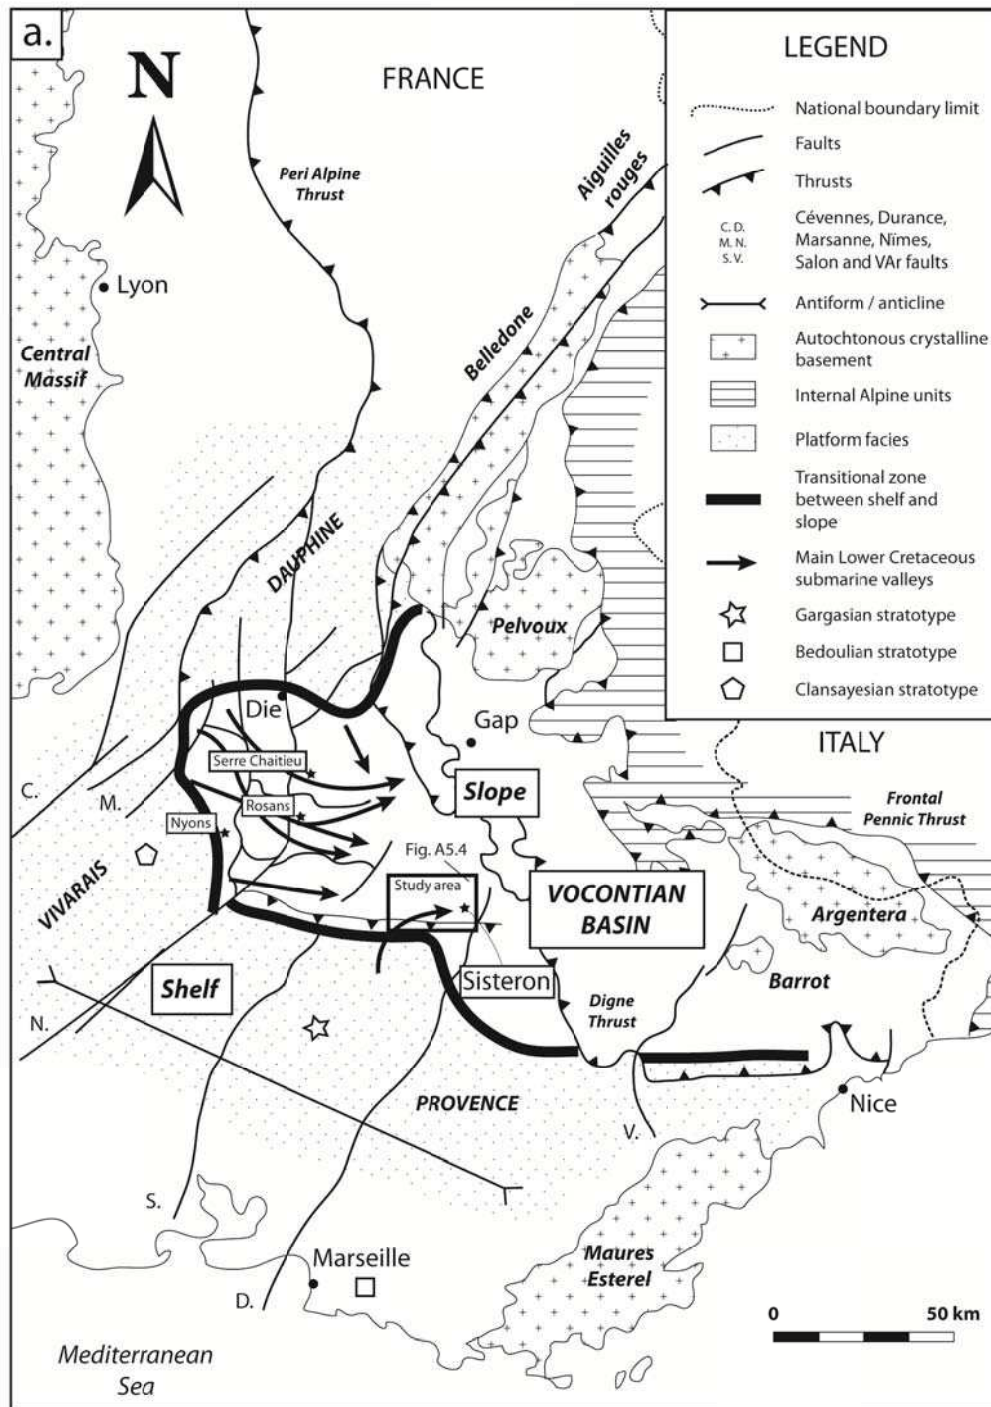 a.
N
FRANCE
Peri Alpine
Thrust
Aiguilles
rouges
Lyon
Belledone
Central
Massif
DAUPHINE
Pelvoux
Die
Gap
Serre Chaitieu
Slope
Rosans
C.
M.
Nyons
Fig. A5.4
Study area
VIVARAIS
VOCONTIAN
BASIN
ITALY
Frontal
Pennic Thrust
Argentera
Barrot
Shelf
Sisteron
N.
Digne
Thrust
PROVENCE
Nice
V.
S.
Marseille
D.
Maures
Esterel
Mediterranean
Sea
0 50 km
LEGEND
National boundary limit
Faults
Thrusts
C. D.
M. N.
S. V.
Cévennes, Durance,
Marsanne, Nïmes,
Salon and VAr faults
Antiform / anticline
Autochtonous crystalline
basement
Internal Alpine units
Platform facies
Transitional zone
between shelf and
slope
Main Lower Cretaceous
submarine valleys
Gargasian stratotype
Bedoulian stratotype
Clansayesian stratotype